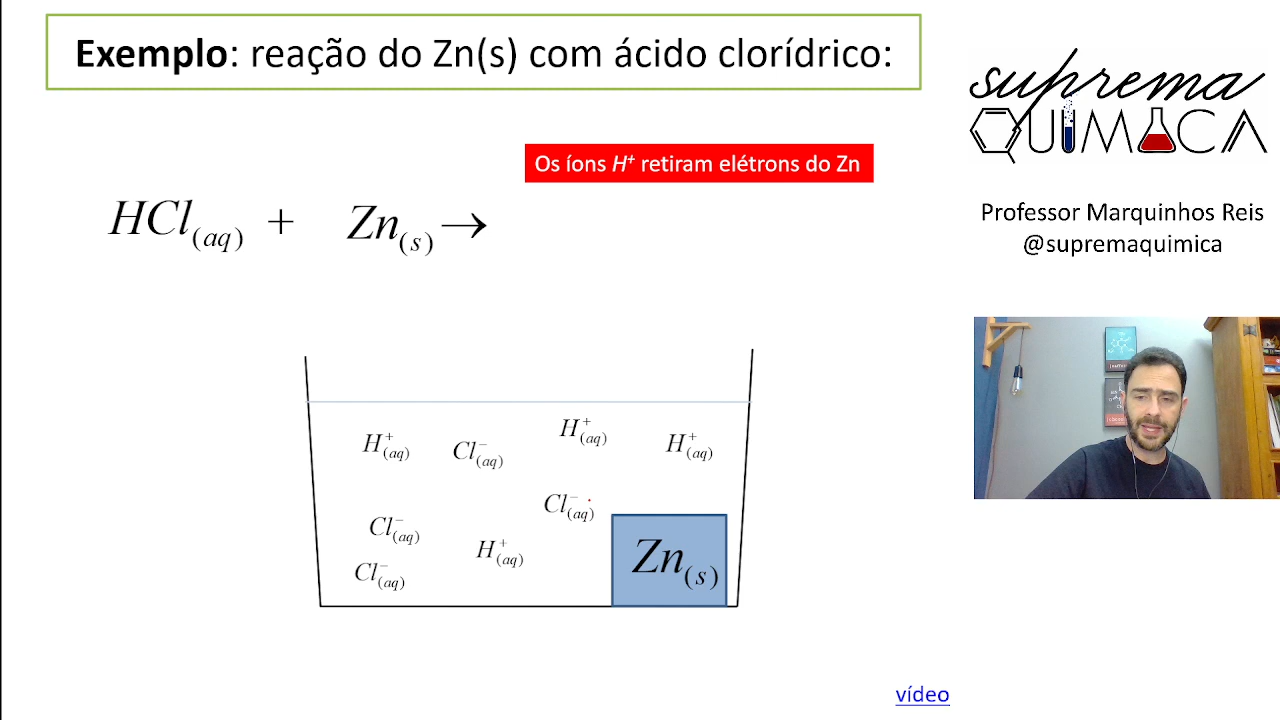 Exemplo: reação do Zn(s) com ácido clorídrico:
suprema
QUÍMICA
Os íons H⁺ retiram elétrons do Zn
HCl(aq) + Zn(s) →
Professor Marquinhos Reis
@supremaquimica
H⁺(aq)
Cl⁻(aq)
H⁺(aq)
H⁺(aq)
Cl⁻(aq)
Cl⁻(aq)
H⁺(aq)
Cl⁻(aq)
Zn(s)
vídeo